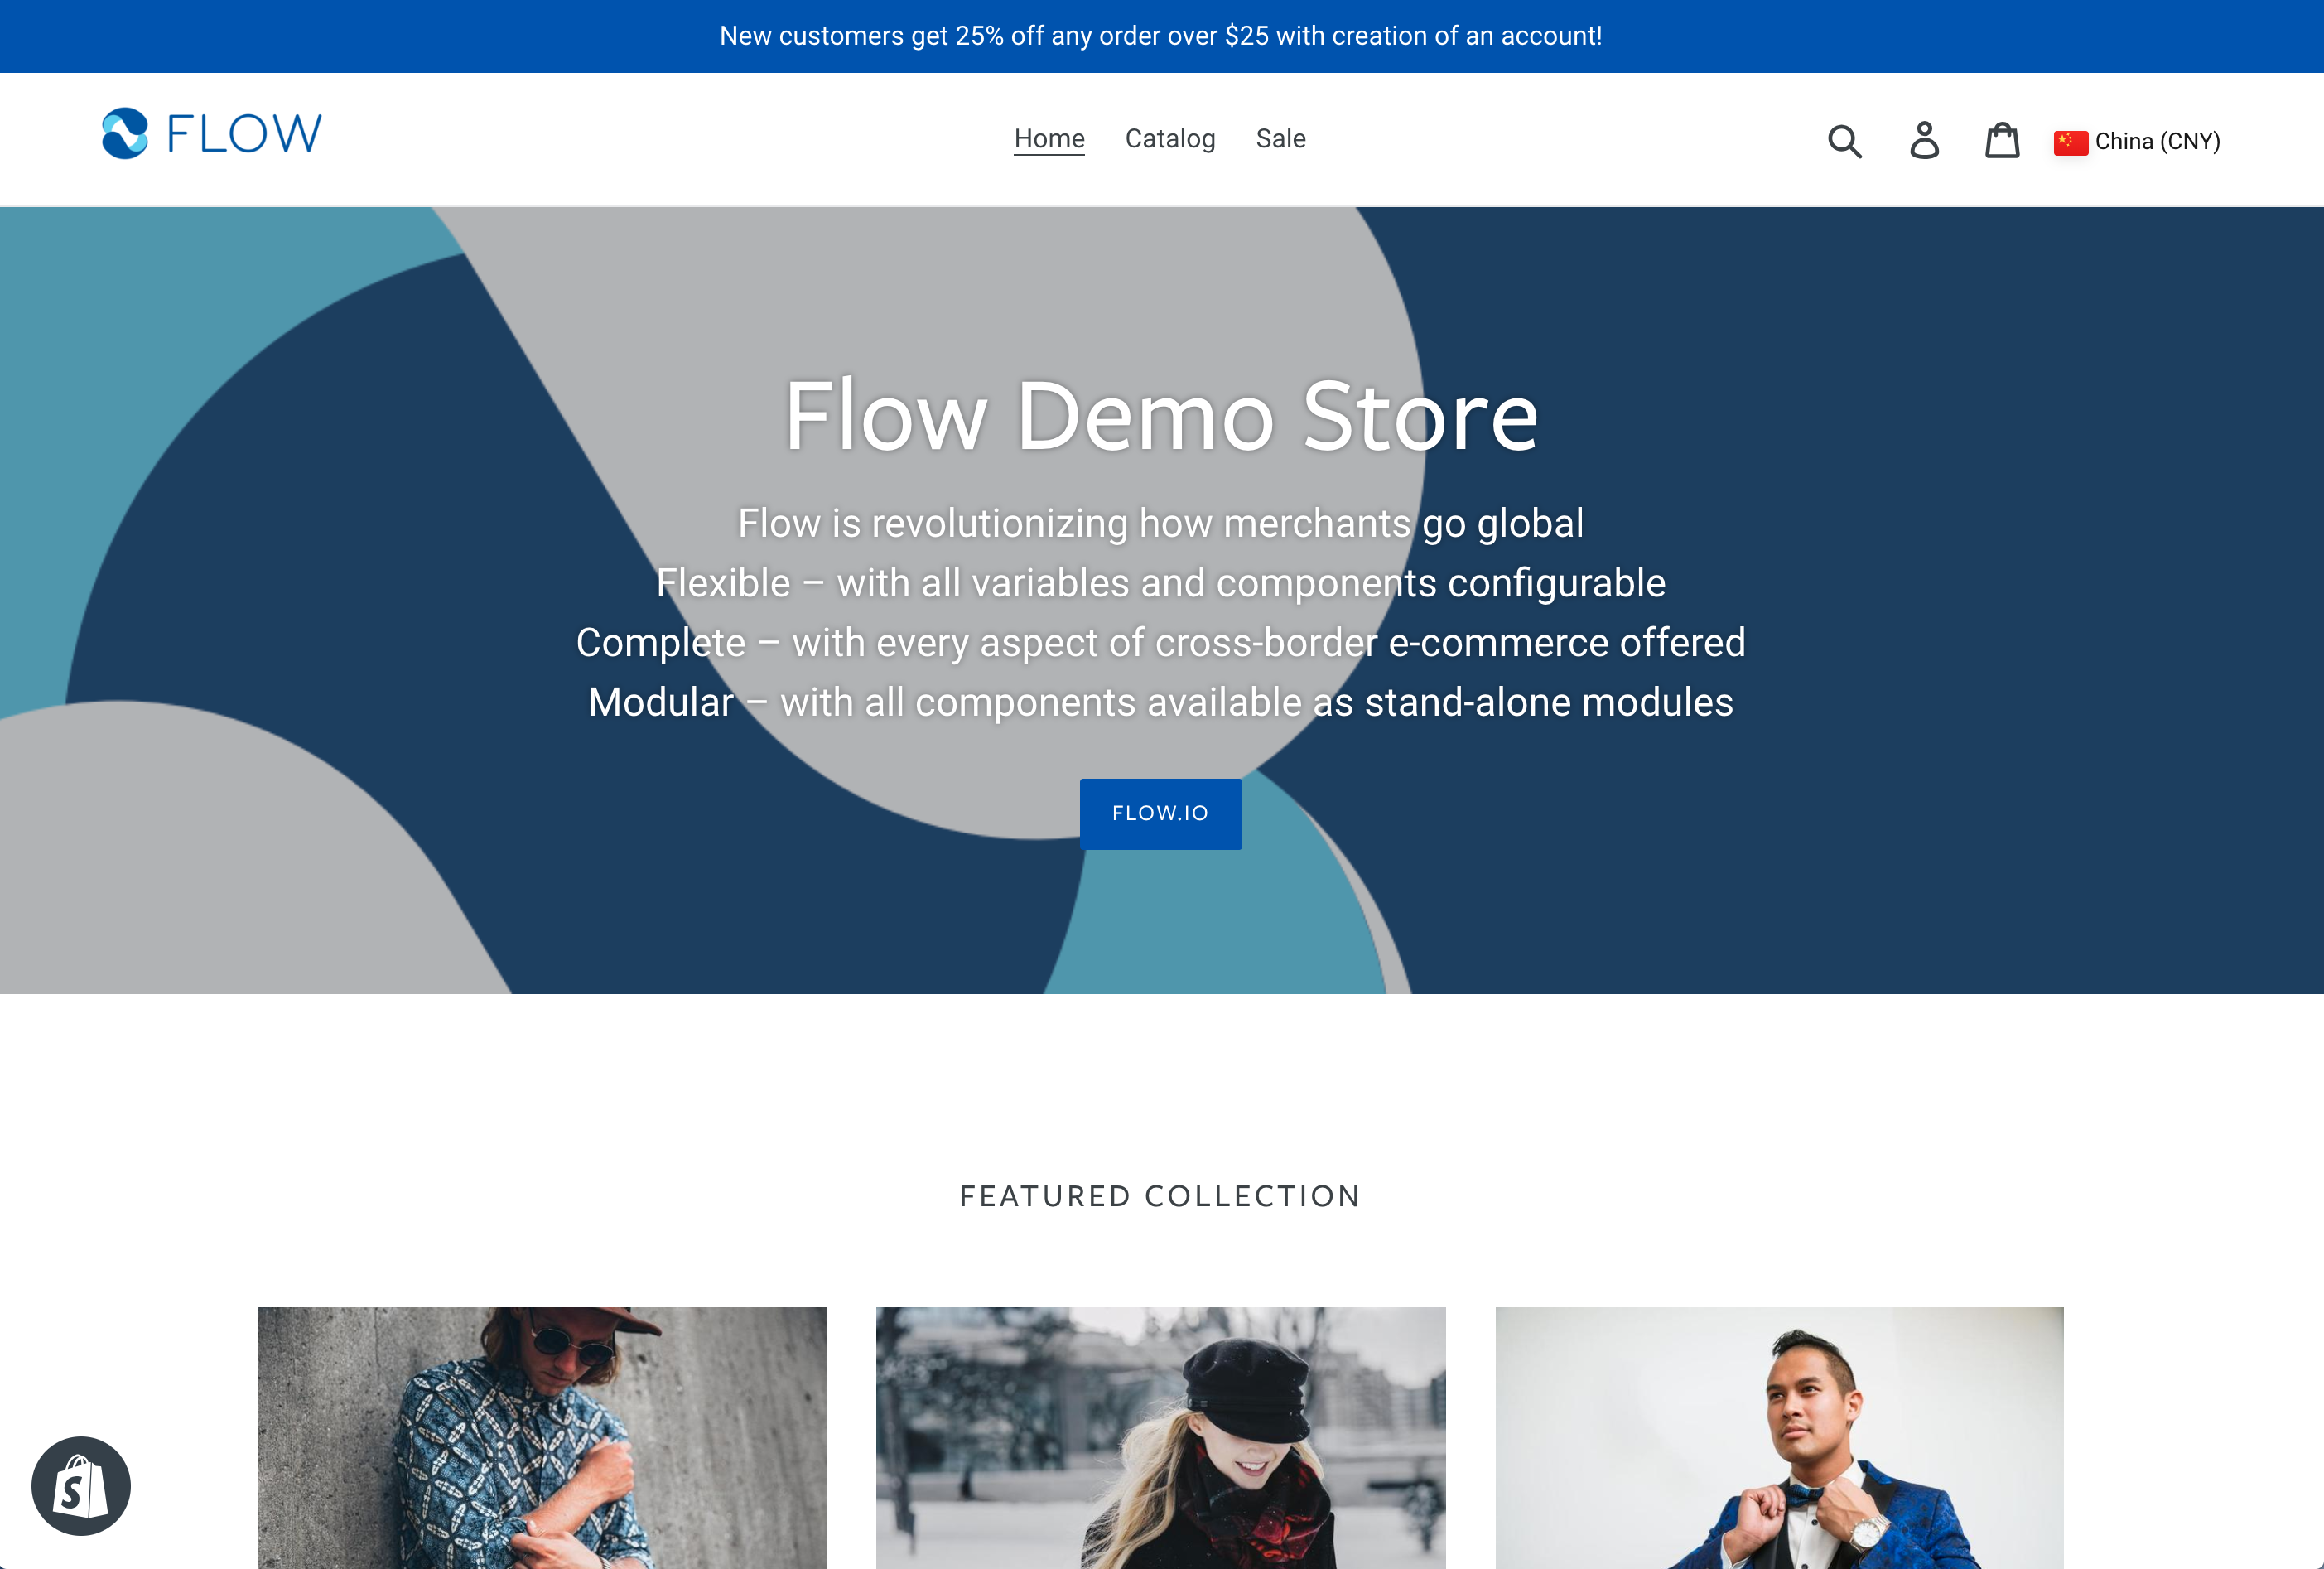 New customers get 25% off any order over $25 with creation of an account!
FLOW
Home Catalog Sale
China (CNY)
Flow Demo Store
Flow is revolutionizing how merchants go global
Flexible – with all variables and components configurable
Complete – with every aspect of cross-border e-commerce offered
Modular – with all components available as stand-alone modules
FLOW.IO
FEATURED COLLECTION
S